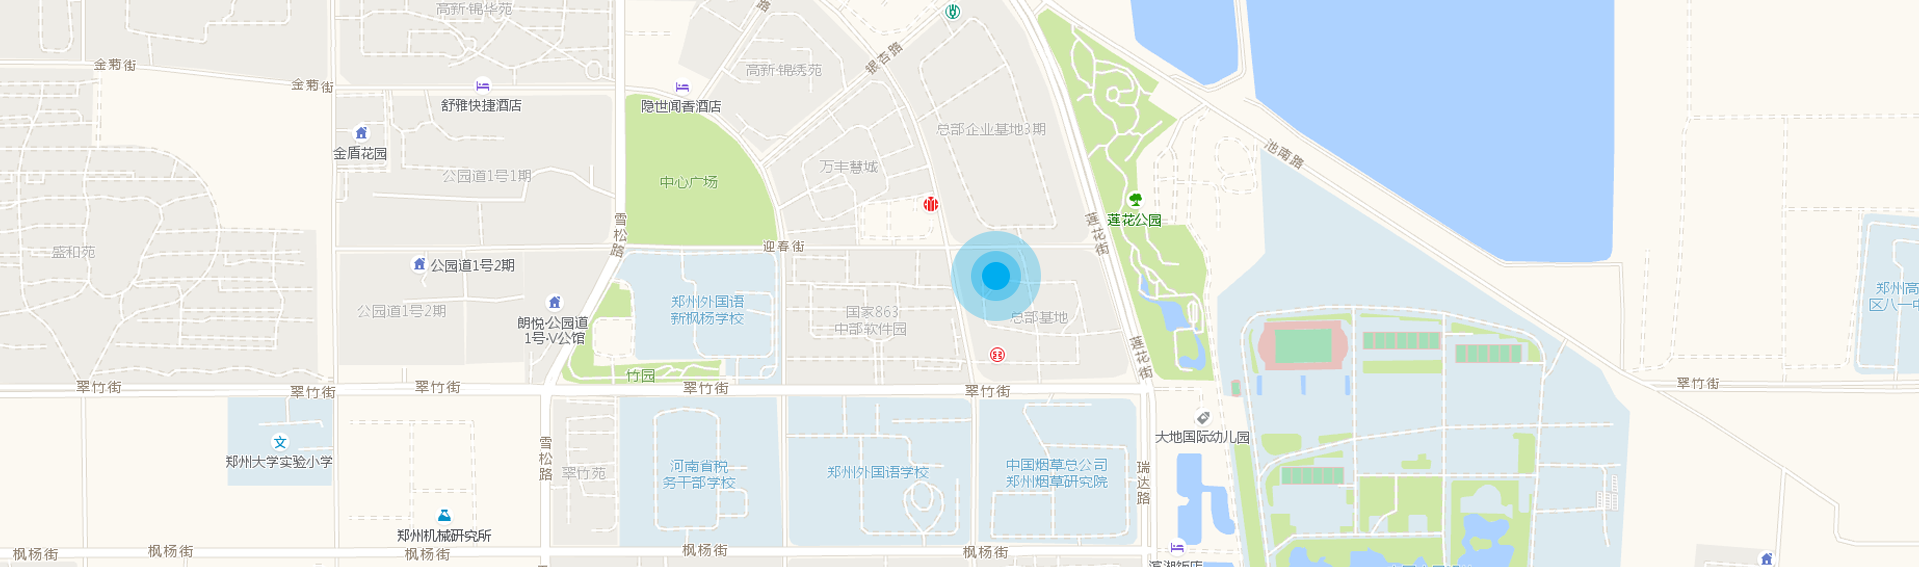 高新·锦华苑
路
金菊街
金菊街
银杏路
高新·锦绣苑
舒雅快捷酒店
隐世闻香酒店
总部企业基地3期
池南路
金盾花园
公园道1号1期
万丰慧城
中心广场
莲花公园
雪松路
莲花街
迎春街
盛和苑
公园道1号2期
公园道1号2期
郑州外国语
新枫杨学校
国家863
中部软件园
总部基地
郑州高
区八一中
朗悦·公园道
1号·V公馆
莲花街
竹园
翠竹街
翠竹街
翠竹街
翠竹街
翠竹街
翠竹街
大地国际幼儿园
文
郑州大学实验小学
雪松路
翠竹苑
河南省税
务干部学校
郑州外国语学校
中国烟草总公司
郑州烟草研究院
瑞达路
郑州机械研究所
枫杨街
枫杨街
枫杨街
枫杨街
枫杨街
滨湖饭店